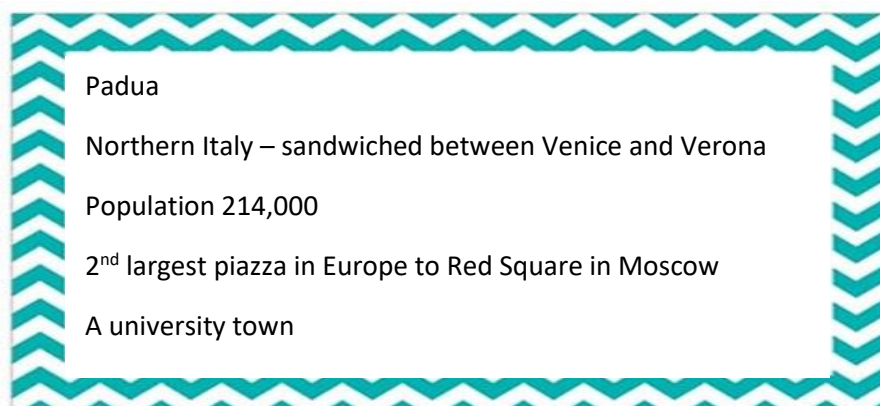 Padua
Northern Italy – sandwiched between Venice and Verona
Population 214,000
2nd largest piazza in Europe to Red Square in Moscow
A university town